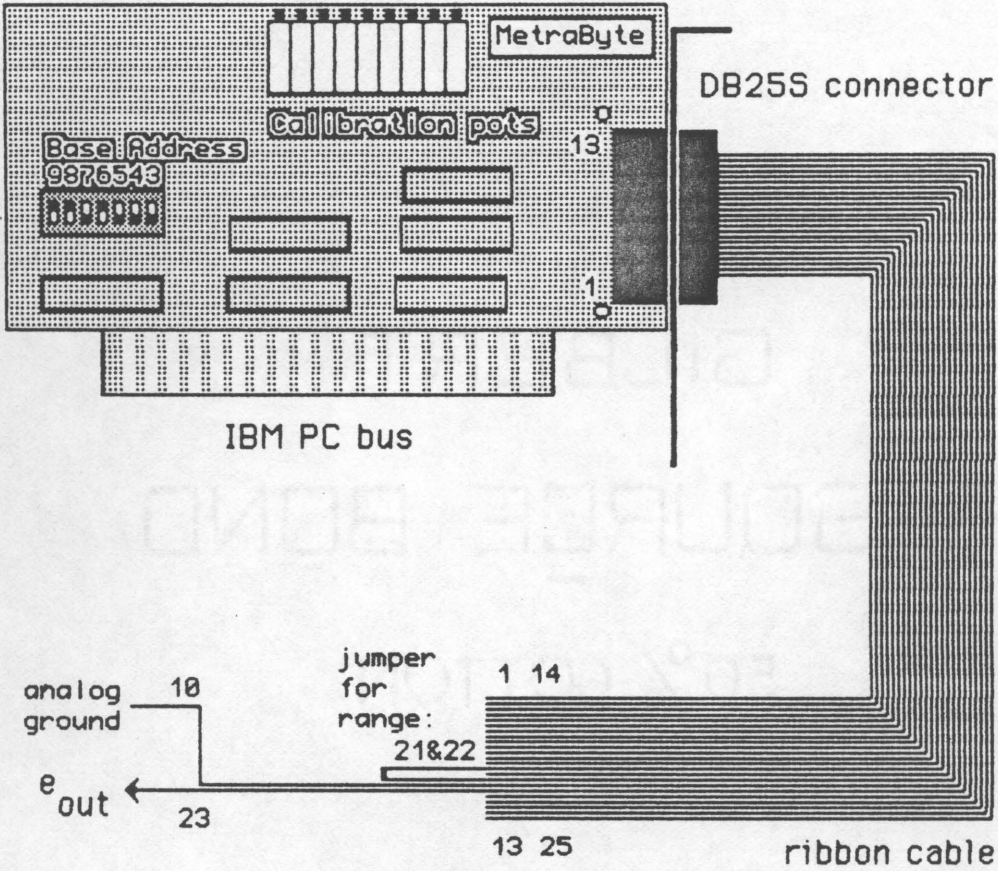 MetraByte
DB25S connector
Calibration pots
13
Base Address
9876543
1
IBM PC bus
jumper
for
range:
21&22
1 14
analog
ground
10
e out
23
13 25
ribbon cable